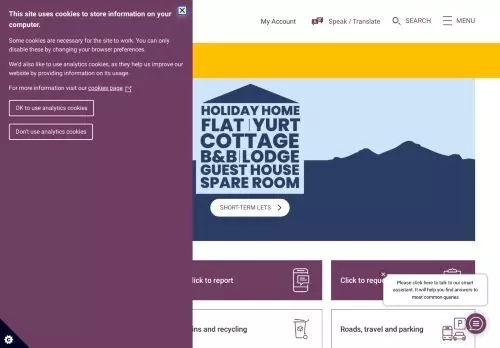 This site uses cookies to store information on your
computer.
Some cookies are necessary for the site to work. You can only
disable these by changing your browser preferences.
We'd also like to use analytics cookies, as they help us improve our
website by providing information on its usage.
For more information visit our cookies page
OK to use analytics cookies
Don't use analytics cookies
My Account
Speak / Translate
SEARCH
MENU
HOLIDAY HOME
FLAT YURT
COTTAGE
B&B LODGE
GUEST HOUSE
SPARE ROOM
SHORT-TERM LETS
lick to report
Click to reque
Please click here to talk to our smart
assistant. It will help you find answers to
most common queries
ins and recycling
Roads, travel and parking